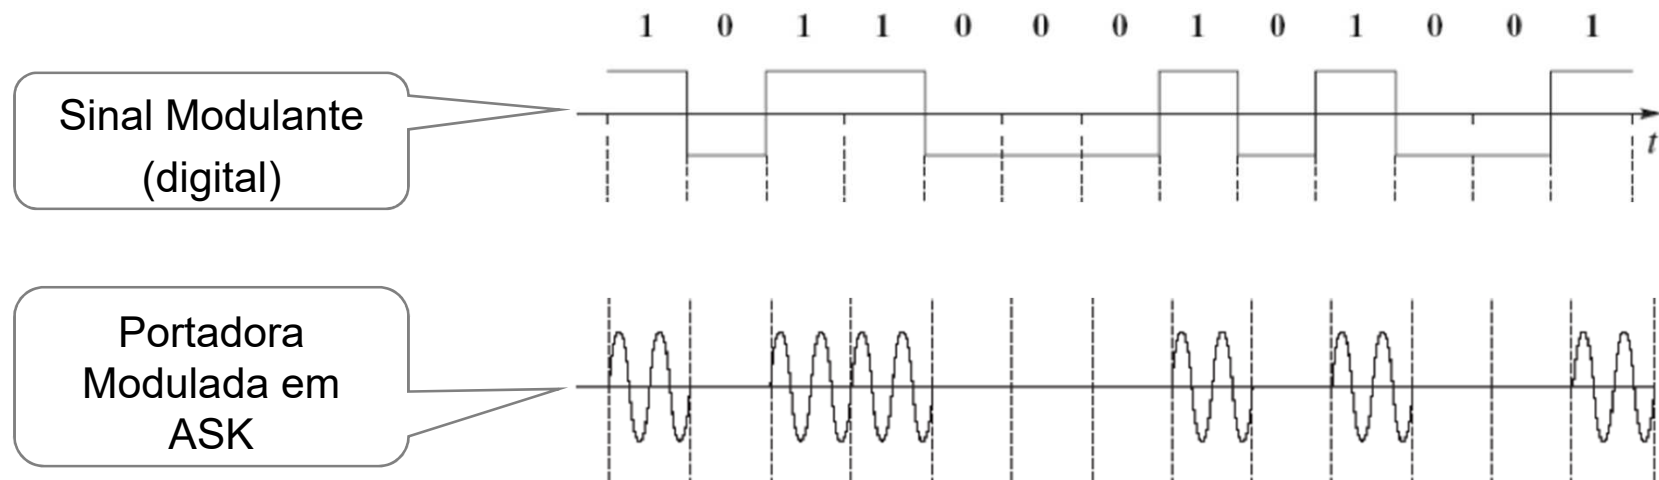 1 0 1 1 0 0 0 1 0 1 0 0 1
Sinal Modulante
(digital)
t
Portadora
Modulada em
ASK